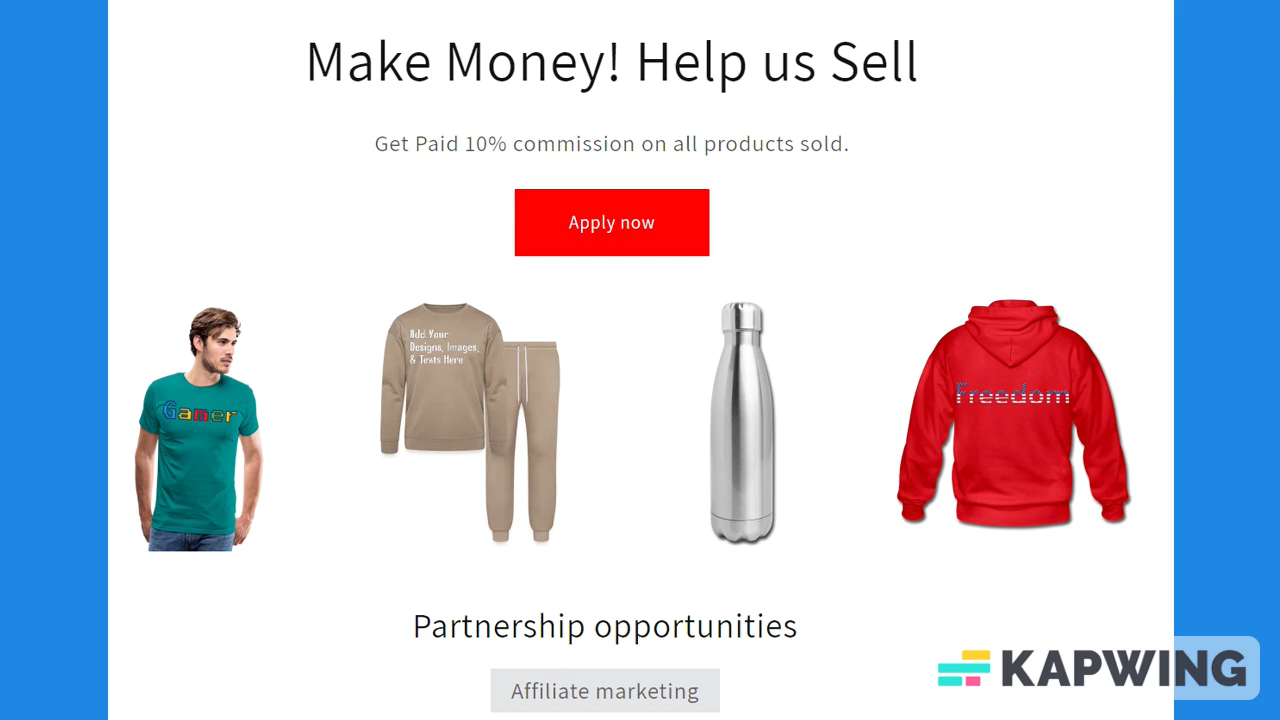 Make Money! Help us Sell
Get Paid 10% commission on all products sold.
Apply now
Gamer
Add Your
Designs, Images,
& Texts Here
Freedom
Partnership opportunities
Affiliate marketing
KAPWING